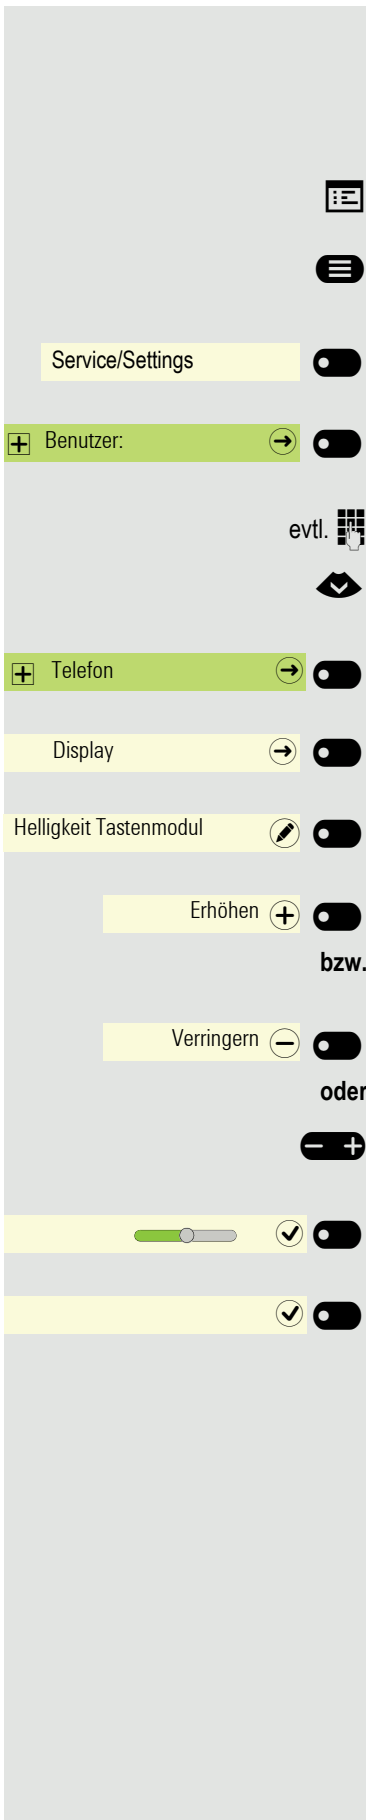 Service/Settings
Benutzer:
evtl.
Telefon
Display
Helligkeit Tastenmodul
Erhöhen
bzw.
Verringern
oder